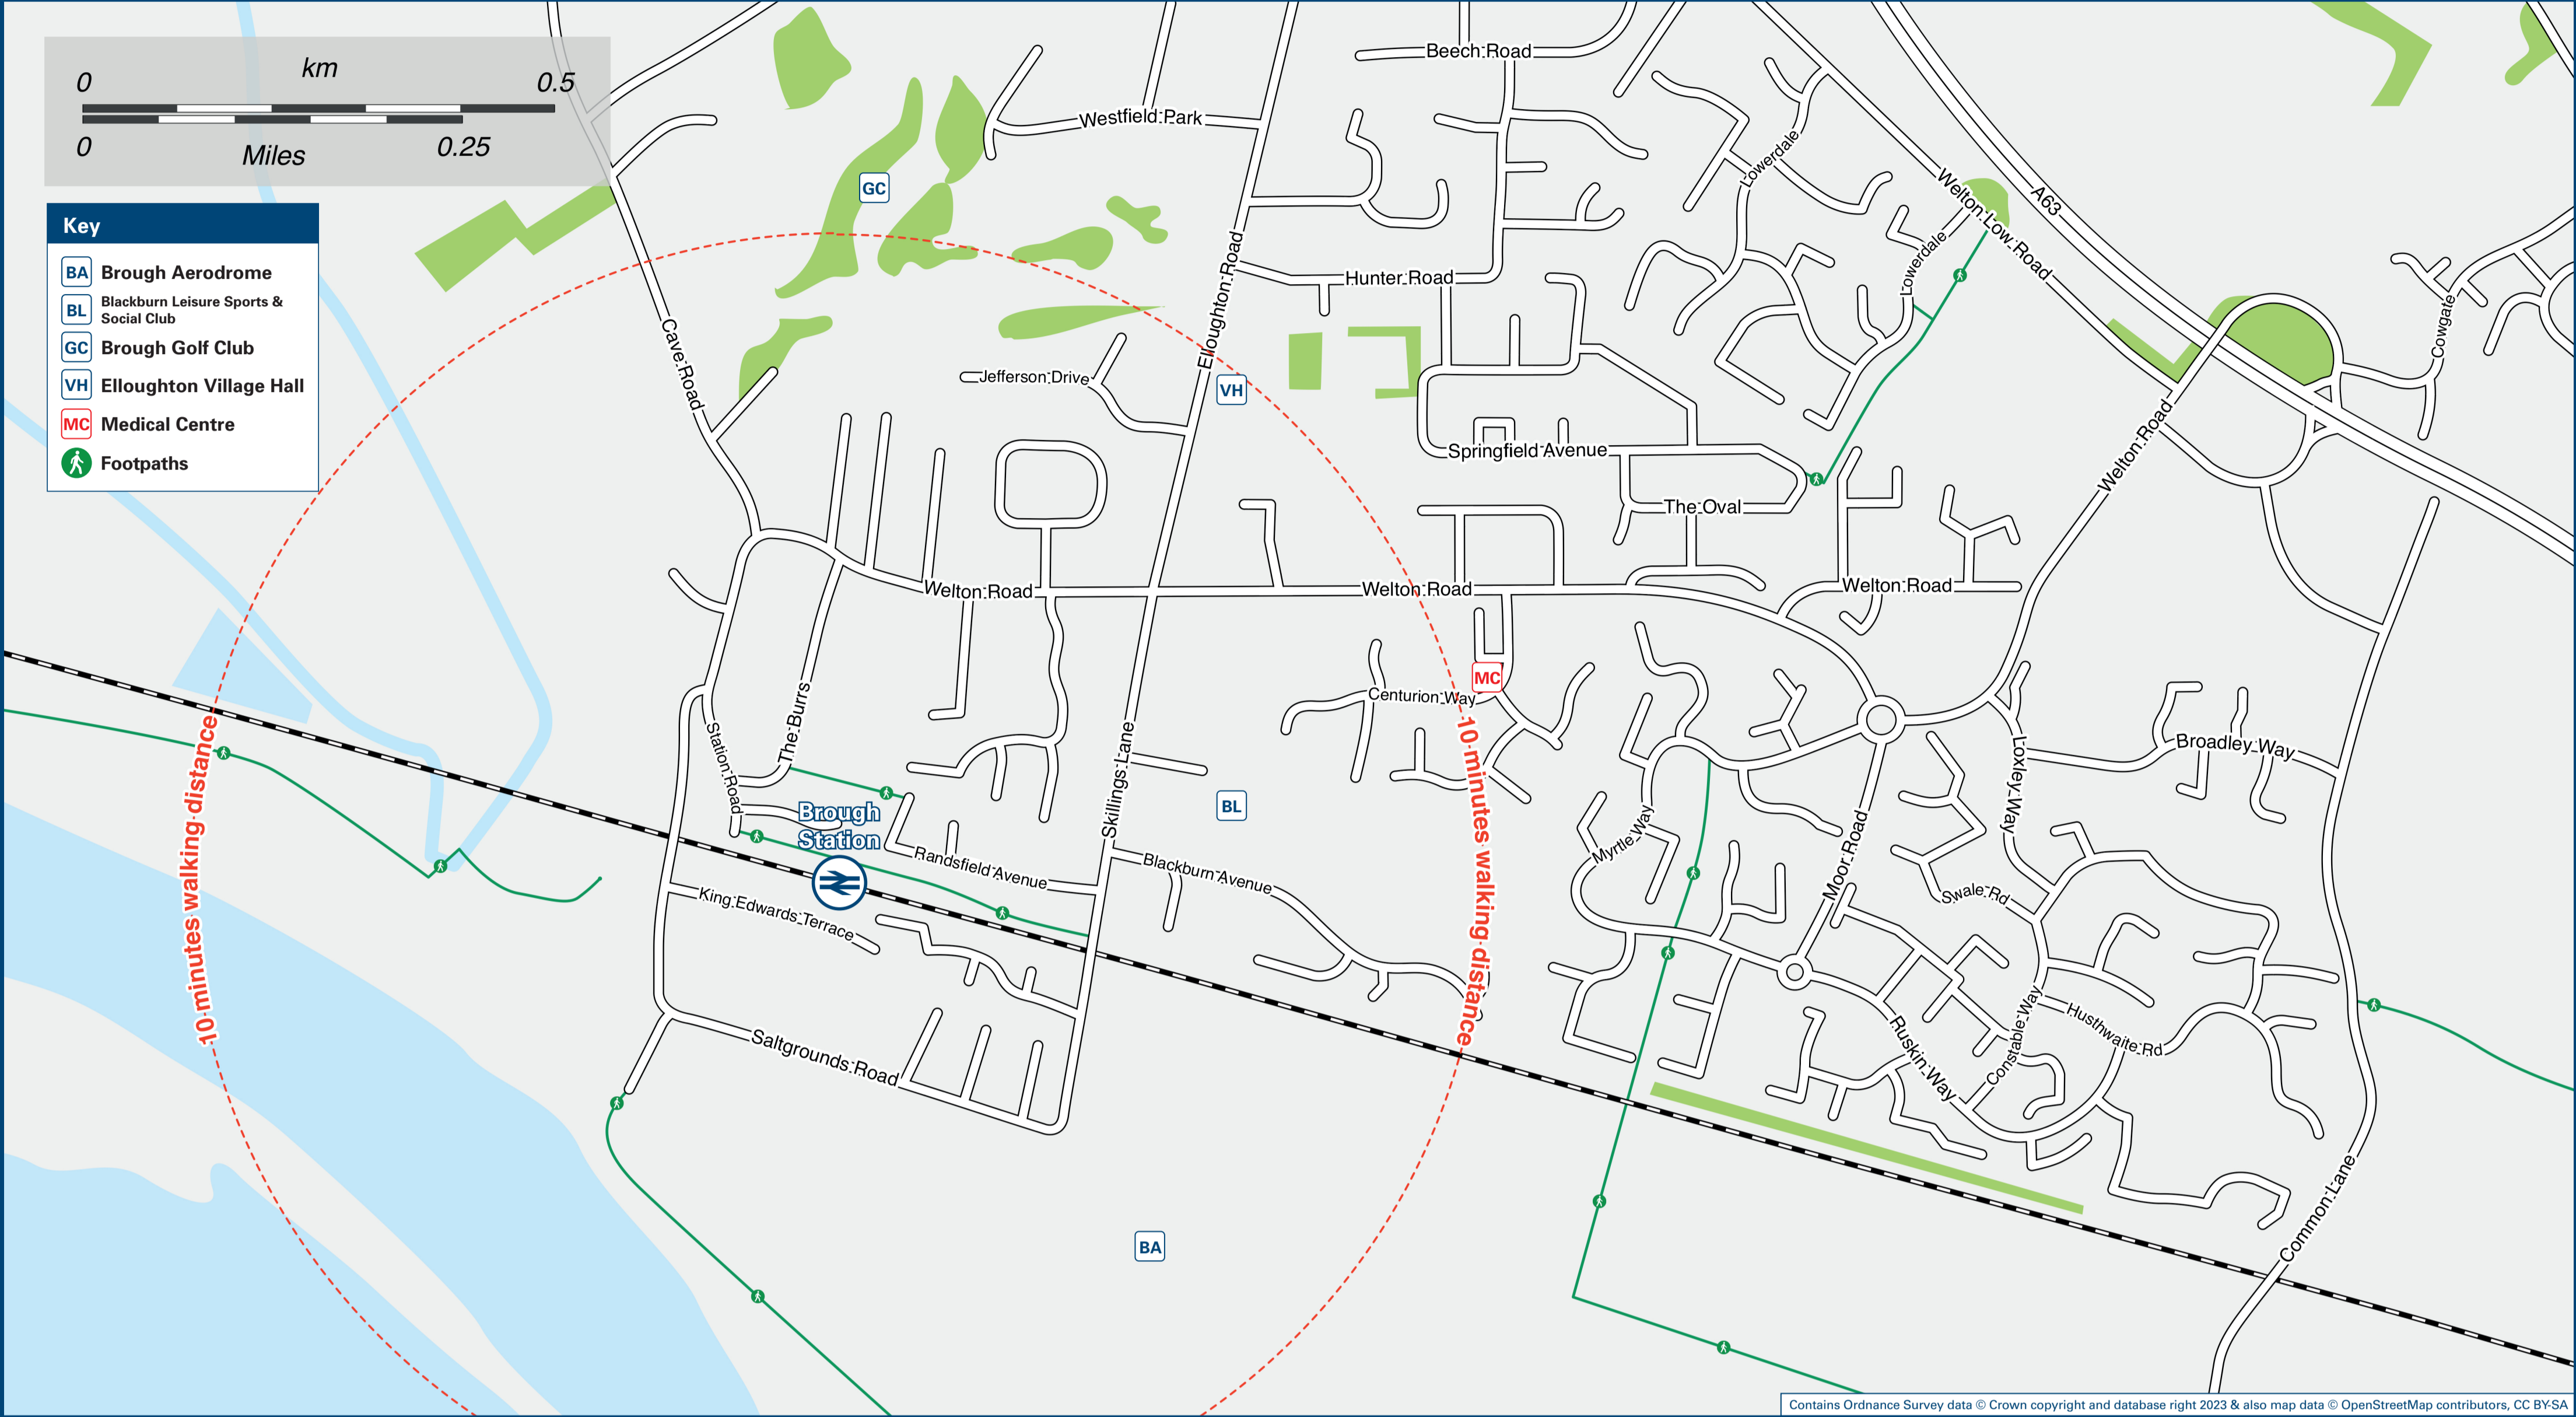 km
0
0.5
0
Miles
0.25
Key
BA Brough Aerodrome
BL Blackburn Leisure Sports &
Social Club
GC Brough Golf Club
VH Elloughton Village Hall
MC Medical Centre
Footpaths
Beech Road
Westfield Park
GC
Lowerdale
Welton Low Road
A63
Lowerdale
Hunter Road
Elloughton Road
Cave Road
Cowgate
Jefferson Drive
VH
Springfield Avenue
Welton Road
The Oval
Welton Road
Welton Road
Welton Road
MC
Centurion Way
The Burrs
Station Road
Skillings Lane
10 minutes walking distance
10 minutes walking distance
Loxley Way
Broadley Way
BL
Brough
Station
Myrtle Way
Moor Road
Randsfield Avenue
Blackburn Avenue
King Edwards Terrace
Swale Rd
Saltgrounds Road
Constable Way
Husthwaite Rd
Ruskin Way
Common Lane
BA
Contains Ordnance Survey data © Crown copyright and database right 2023 & also map data © OpenStreetMap contributors, CC BY-SA